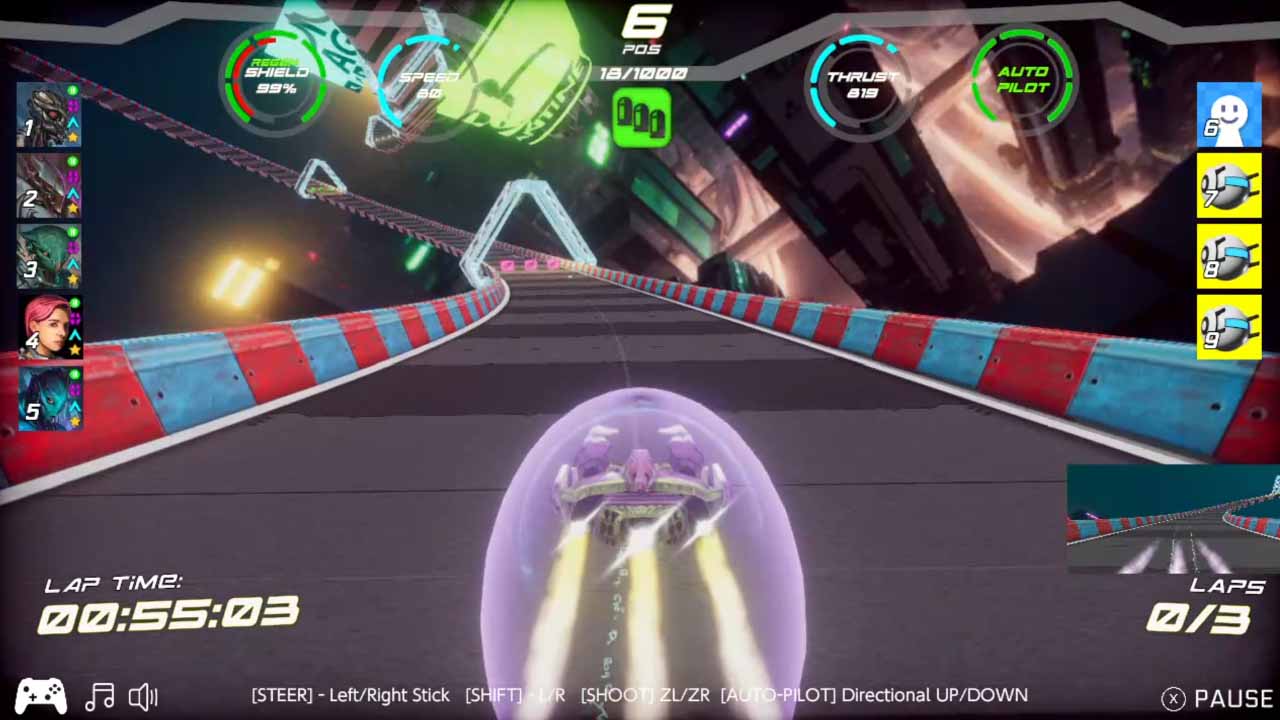 6
POS
18/1000
REGEN
SHIELD
99%
SPEED
80
THRUST
819
AUTO
PILOT
1
2
3
4
5
6
7
8
9
LAP TIME:
00:55:03
LAPS
0/3
[STEER] - Left/Right Stick [SHIFT] - L/R [SHOOT] ZL/ZR [AUTO-PILOT] Directional UP/DOWN
X PAUSE